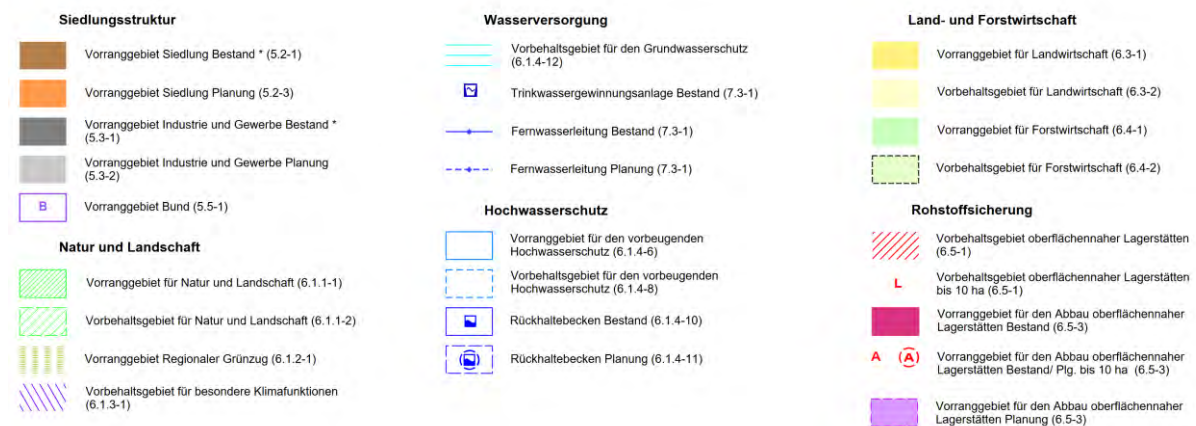 Siedlungsstruktur
Vorranggebiet Siedlung Bestand * (5.2-1)
Vorranggebiet Siedlung Planung (5.2-3)
Vorranggebiet Industrie und Gewerbe Bestand *
(5.3-1)
Vorranggebiet Industrie und Gewerbe Planung
(5.3-2)
B
Vorranggebiet Bund (5.5-1)
Natur und Landschaft
Vorranggebiet für Natur und Landschaft (6.1.1-1)
Vorbehaltsgebiet für Natur und Landschaft (6.1.1-2)
Vorranggebiet Regionaler Grünzug (6.1.2-1)
Vorbehaltsgebiet für besondere Klimafunktionen
(6.1.3-1)
Wasserversorgung
Vorbehaltsgebiet für den Grundwasserschutz
(6.1.4-12)
Trinkwassergewinnungsanlage Bestand (7.3-1)
Fernwasserleitung Bestand (7.3-1)
Fernwasserleitung Planung (7.3-1)
Hochwasserschutz
Vorranggebiet für den vorbeugenden
Hochwasserschutz (6.1.4-6)
Vorbehaltsgebiet für den vorbeugenden
Hochwasserschutz (6.1.4-8)
Rückhaltebecken Bestand (6.1.4-10)
Rückhaltebecken Planung (6.1.4-11)
Land- und Forstwirtschaft
Vorranggebiet für Landwirtschaft (6.3-1)
Vorbehaltsgebiet für Landwirtschaft (6.3-2)
Vorranggebiet für Forstwirtschaft (6.4-1)
Vorbehaltsgebiet für Forstwirtschaft (6.4-2)
Rohstoffsicherung
Vorbehaltsgebiet oberflächennaher Lagerstätten
(6.5-1)
L
Vorbehaltsgebiet oberflächennaher Lagerstätten
bis 10 ha (6.5-1)
Vorranggebiet für den Abbau oberflächennaher
Lagerstätten Bestand (6.5-3)
A (A)
Vorranggebiet für den Abbau oberflächennaher
Lagerstätten Bestand/ Plg. bis 10 ha (6.5-3)
Vorranggebiet für den Abbau oberflächennaher
Lagerstätten Planung (6.5-3)